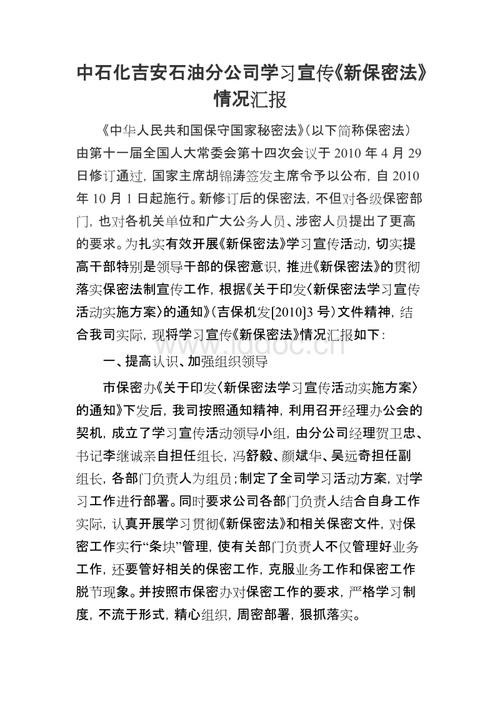 中石化吉安石油分公司学习宣传《新保密法》
情况汇报
《中华人民共和国保守国家秘密法》（以下简称保密法）
由第十一届全国人大常委会第十四次会议于 2010 年 4 月 29
日修订通过，国家主席胡锦涛签发主席令予以公布，自 2010
年 10 月 1 日起施行。新修订后的保密法，不但对各级保密部
门，也对各机关单位和广大公务人员、涉密人员提出了更高
的要求。为扎实有效开展《新保密法》学习宣传活动，切实提
高干部特别是领导干部的保密意识，推进《新保密法》的贯彻
落实保密法制宣传工作，根据《关于印发〈新保密法学习宣传
活动实施方案〉的通知》（吉保机发[2010]3 号）文件精神，结
合我司实际，现将学习宣传《新保密法》情况汇报如下：
一、提高认识、加强组织领导
市保密办《关于印发〈新保密法学习宣传活动实施方案〉
的通知》下发后，我司按照通知精神，利用召开经理办公会的
契机，成立了学习宣传活动领导小组，由分公司经理贺卫忠、
书记李继诚亲自担任组长，冯舒毅、颜斌华、吴远奇担任副
组长，各部门负责人为组员；制定了全司学习活动方案，对学
习工作进行部署。同时要求公司各部门负责人结合自身工作
实际，认真开展学习贯彻《新保密法》和相关保密文件，对保
密工作实行“条块”管理，使有关部门负责人不仅管理好业务
工作，还要管好相关的保密工作，克服业务工作和保密工作
脱节现象。并按照市保密办对保密工作的要求，严格学习制
度，不流于形式，精心组织，周密部署，狠抓落实。